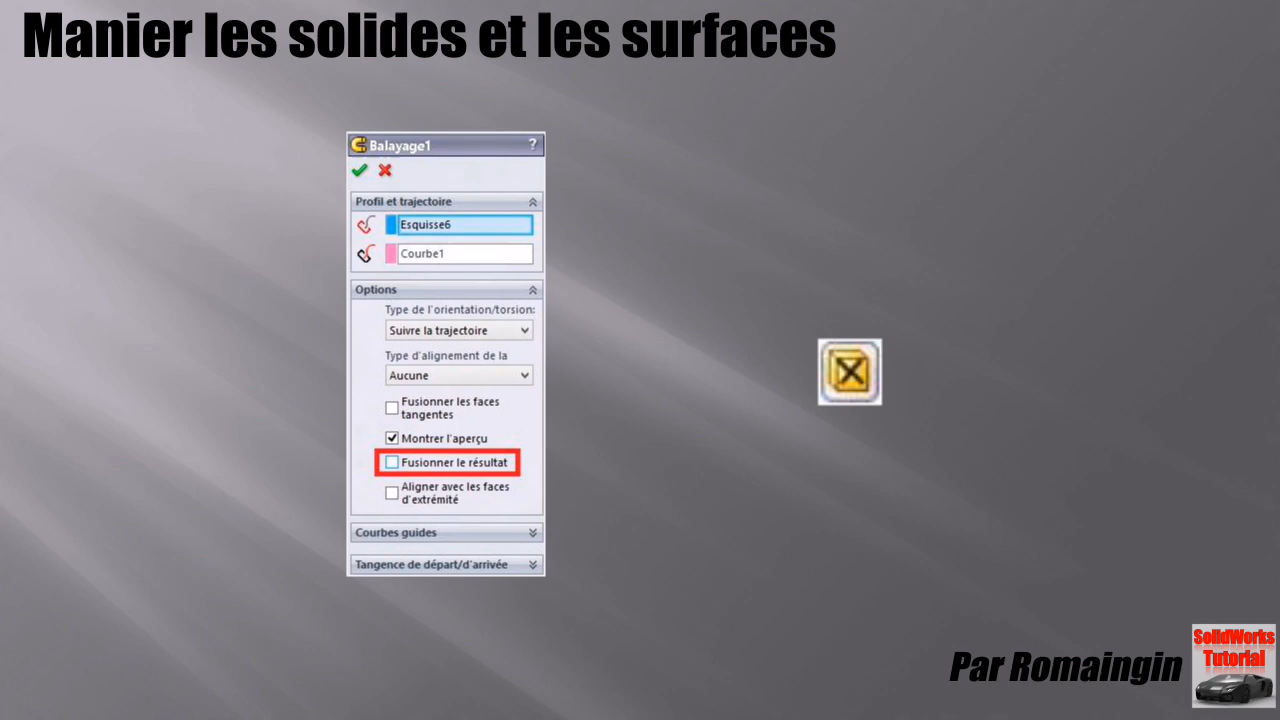 Manier les solides et les surfaces
Balayage1
?
Profil et trajectoire
Esquisse6
Courbe1
Options
Type de l'orientation/torsion:
Suivre la trajectoire
Type d'alignement de la
Aucune
Fusionner les faces
tangentes
Montrer l'aperçu
Fusionner le résultat
Aligner avec les faces
d'extrémité
Courbes guides
Tangence de départ/d'arrivée
Par Romaingin
SolidWorks
Tutorial